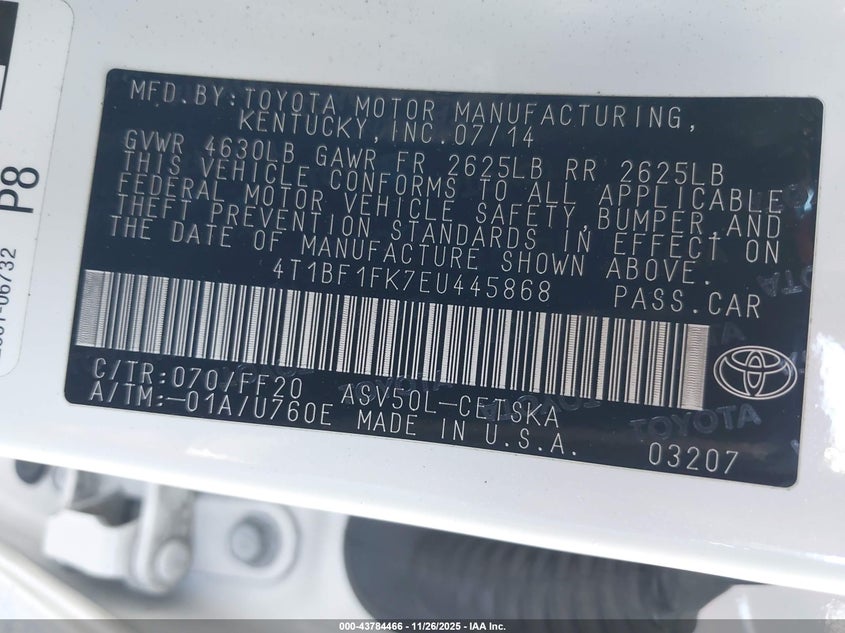 MFD.BY:TOYOTA MOTOR MANUFACTURING,
KENTUCKY,INC.07/14
GVWR 4630LB GAWR FR 2625LB RR 2625LB
THIS VEHICLE CONFORMS TO ALL APPLICABLE
FEDERAL MOTOR VEHICLE SAFETY,BUMPER,AND
THEFT PREVENTION STANDARDS IN EFFECT ON
THE DATE OF MANUFACTURE SHOWN ABOVE.
4T1BF1FK7EU445868 PASS.CAR
C/TR:070/FF20 ASV50L-CETSKA
A/TM:-01A/U760E MADE IN U.S.A.
03207
TOYOTA
P8
000-43784466 - 11/26/2025 - IAA Inc.